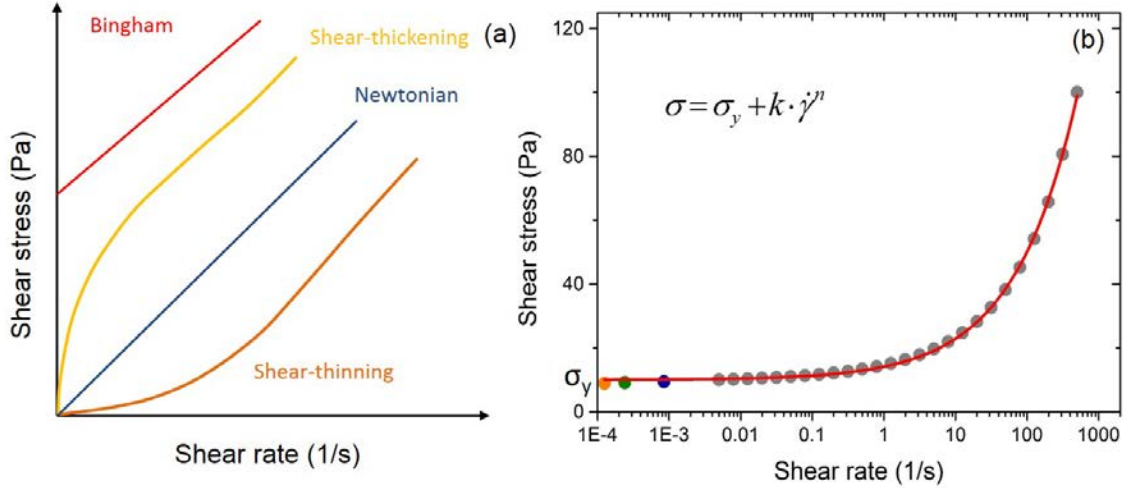 Bingham
Shear-thickening
(a)
Newtonian
Shear-thinning
Shear stress (Pa)
Shear rate (1/s)
(b)
σ = σy + k · γ̇ⁿ
Shear stress (Pa)
120
80
40
σy
0
1E-4 1E-3 0.01 0.1 1 10 100 1000
Shear rate (1/s)